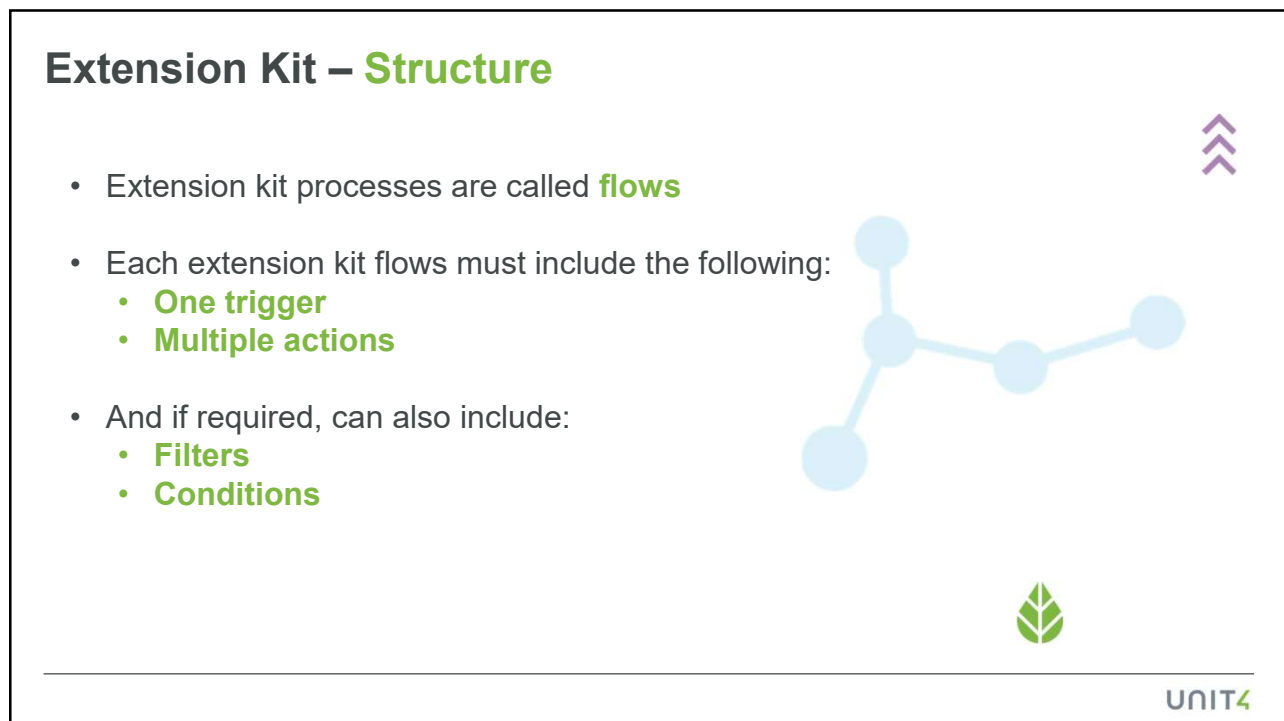 Extension Kit – Structure
• Extension kit processes are called flows
• Each extension kit flows must include the following:
• One trigger
• Multiple actions
• And if required, can also include:
• Filters
• Conditions
UNIT4